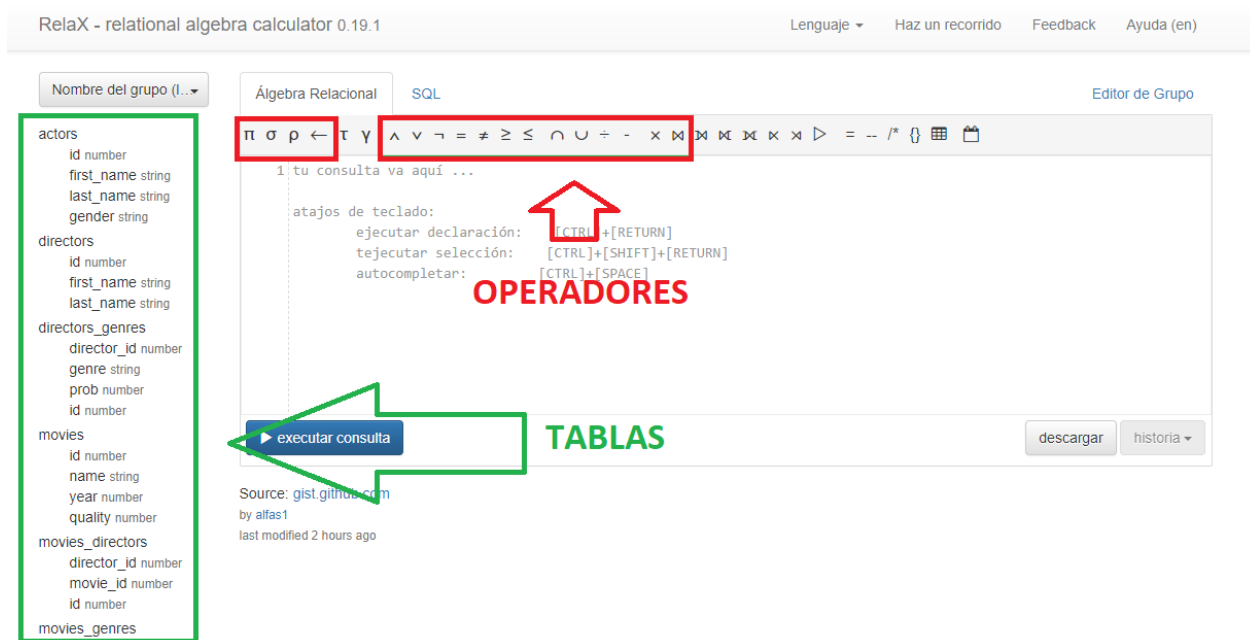 RelaX - relational algebra calculator 0.19.1 Lenguaje Haz un recorrido Feedback Ayuda (en)
Nombre del grupo (I... Álgebra Relacional SQL Editor de Grupo
π σ ρ ← τ γ ∧ ∨ ¬ = ≠ ≥ ≤ ∩ ∪ ÷ - ⨯ ⋈ ⟕ ⟖ ⟗ ⋉ ⋊ ▷ = -- /* {}
1 tu consulta va aquí ...
atajos de teclado:
ejecutar declaración: [CTRL]+[RETURN]
tejecutar selección: [CTRL]+[SHIFT]+[RETURN]
autocompletar: [CTRL]+[SPACE]
OPERADORES
actors
id number
first_name string
last_name string
gender string
directors
id number
first_name string
last_name string
directors_genres
director_id number
genre string
prob number
id number
movies
id number
name string
year number
quality number
movies_directors
director_id number
movie_id number
id number
movies_genres
executar consulta TABLAS descargar historia
Source: gist.github.com
by alfas1
last modified 2 hours ago